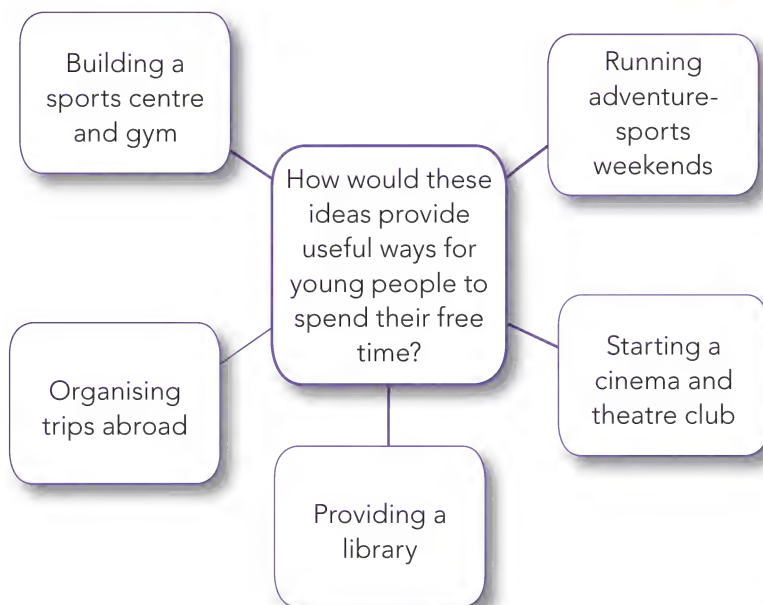 Building a
sports centre
and gym
Running
adventure-
sports
weekends
How would these
ideas provide
useful ways for
young people to
spend their free
time?
Organising
trips abroad
Starting a
cinema and
theatre club
Providing a
library